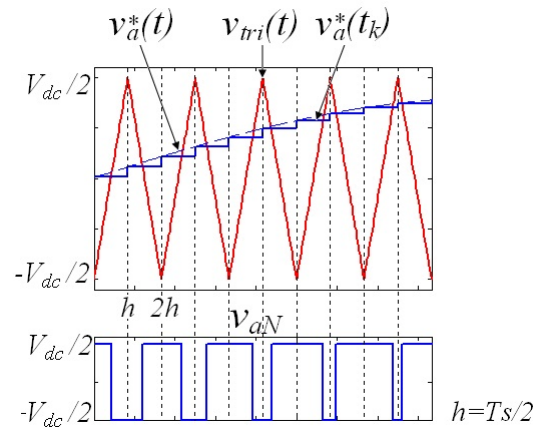 v*a(t) vtri(t) v*a(tk)
Vdc/2
-Vdc/2
h 2h
vaN
Vdc/2
-Vdc/2
h=Ts/2